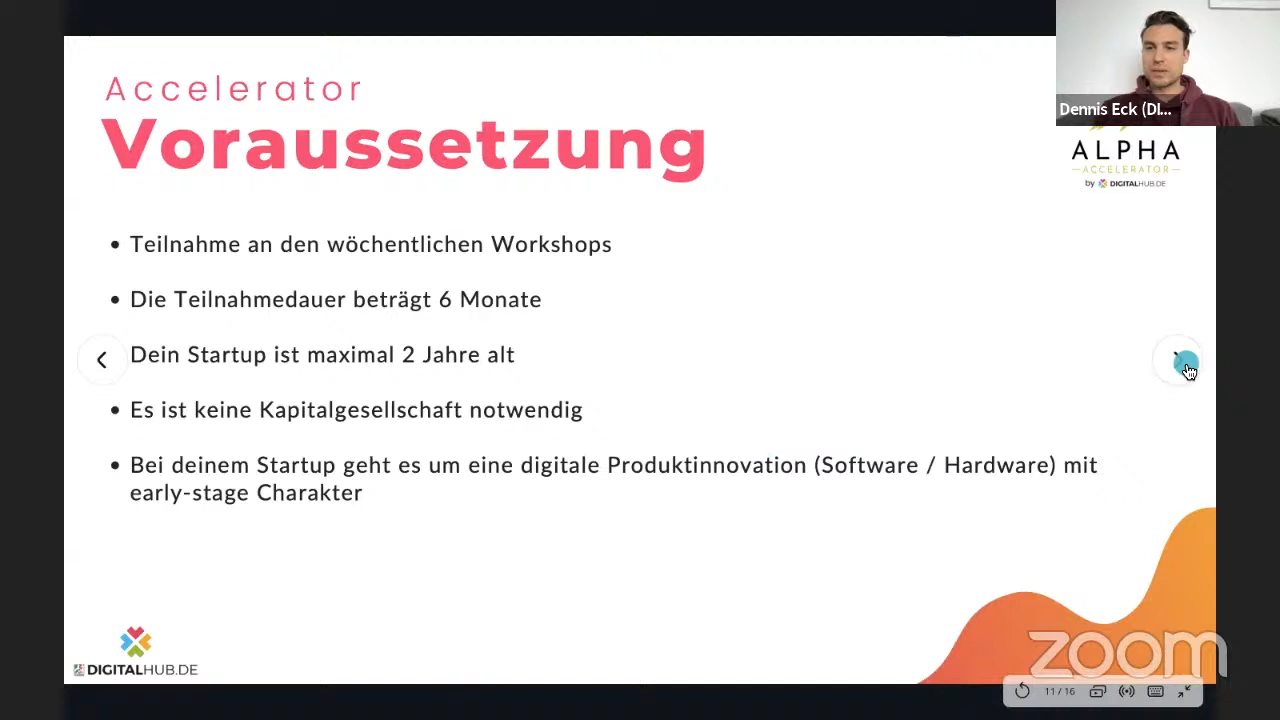 Accelerator
Voraussetzung
Dennis Eck (DI...
ALPHA
ACCELERATOR
by DIGITALHUB.DE
• Teilnahme an den wöchentlichen Workshops
• Die Teilnahmedauer beträgt 6 Monate
Dein Startup ist maximal 2 Jahre alt
• Es ist keine Kapitalgesellschaft notwendig
• Bei deinem Startup geht es um eine digitale Produktinnovation (Software / Hardware) mit
early-stage Charakter
DIGITALHUB.DE
zoom
11 / 16